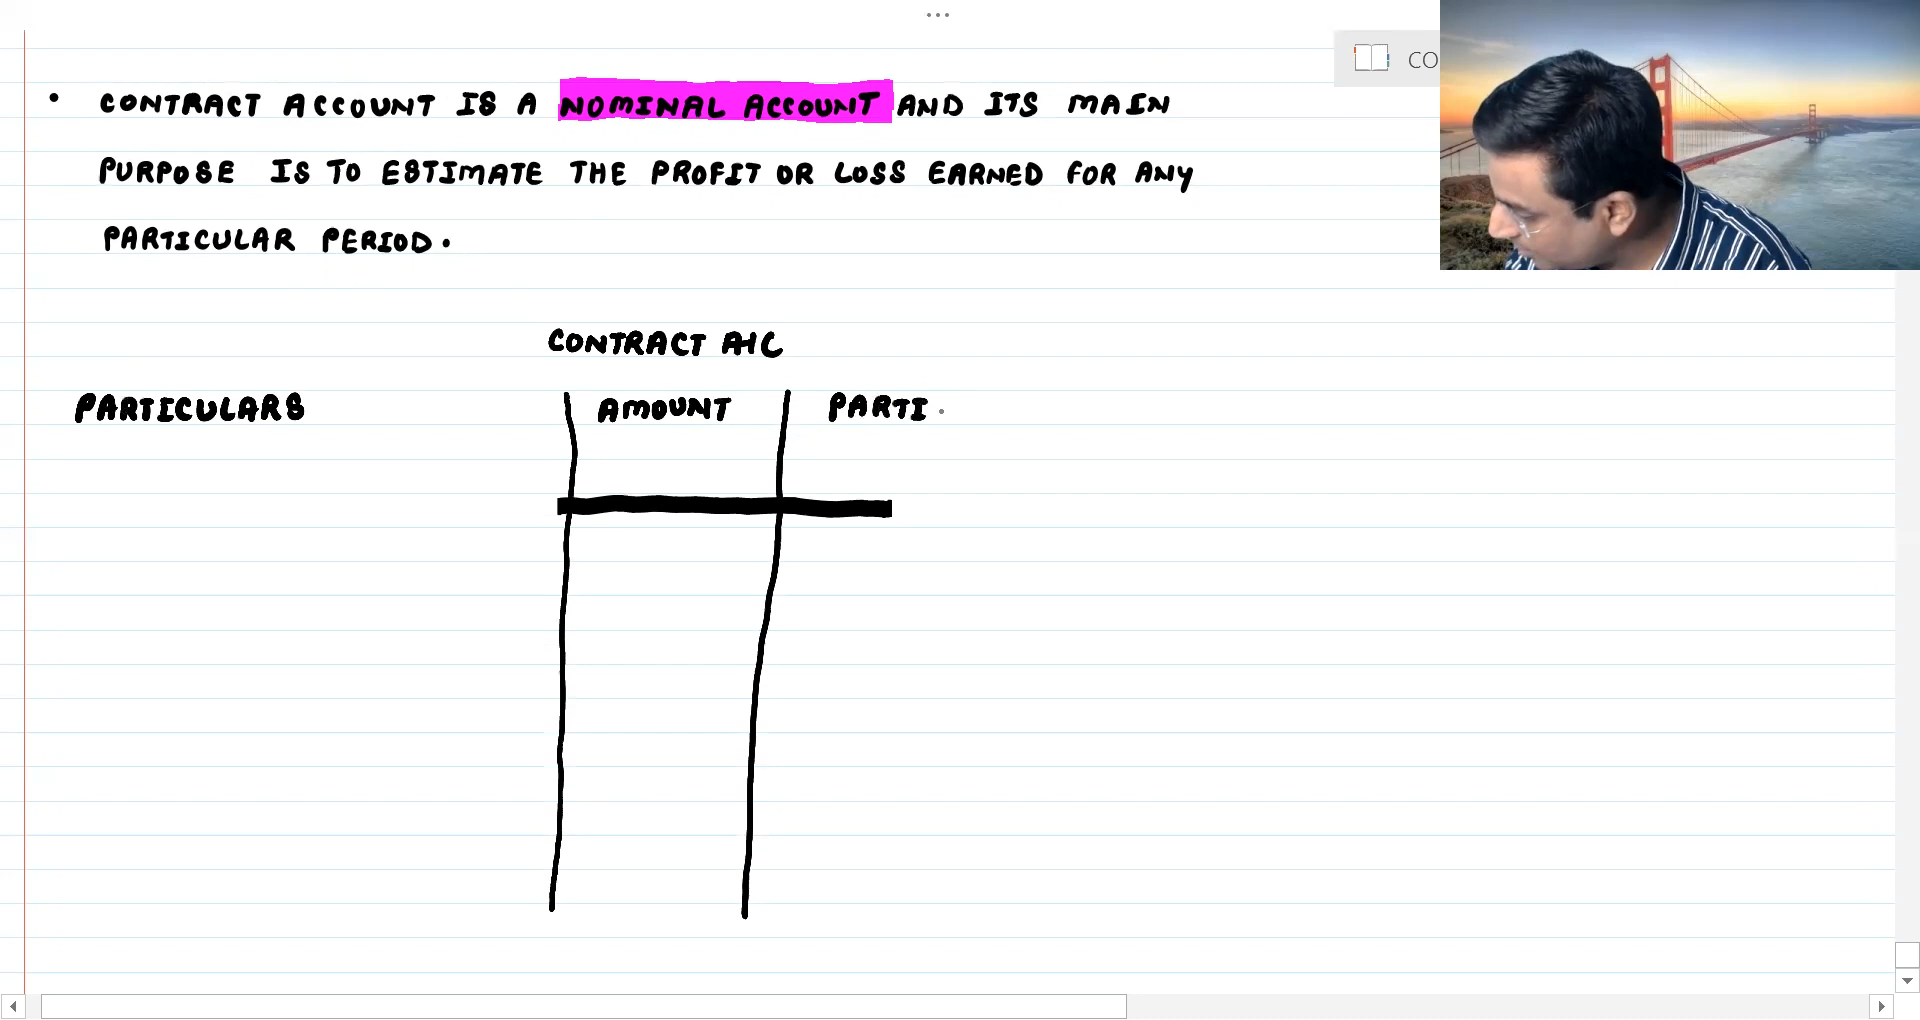 ...
CO
• CONTRACT ACCOUNT IS A NOMINAL ACCOUNT AND ITS MAIN
PURPOSE IS TO ESTIMATE THE PROFIT OR LOSS EARNED FOR ANY
PARTICULAR PERIOD.
CONTRACT A/C
PARTICULARS AMOUNT PARTI